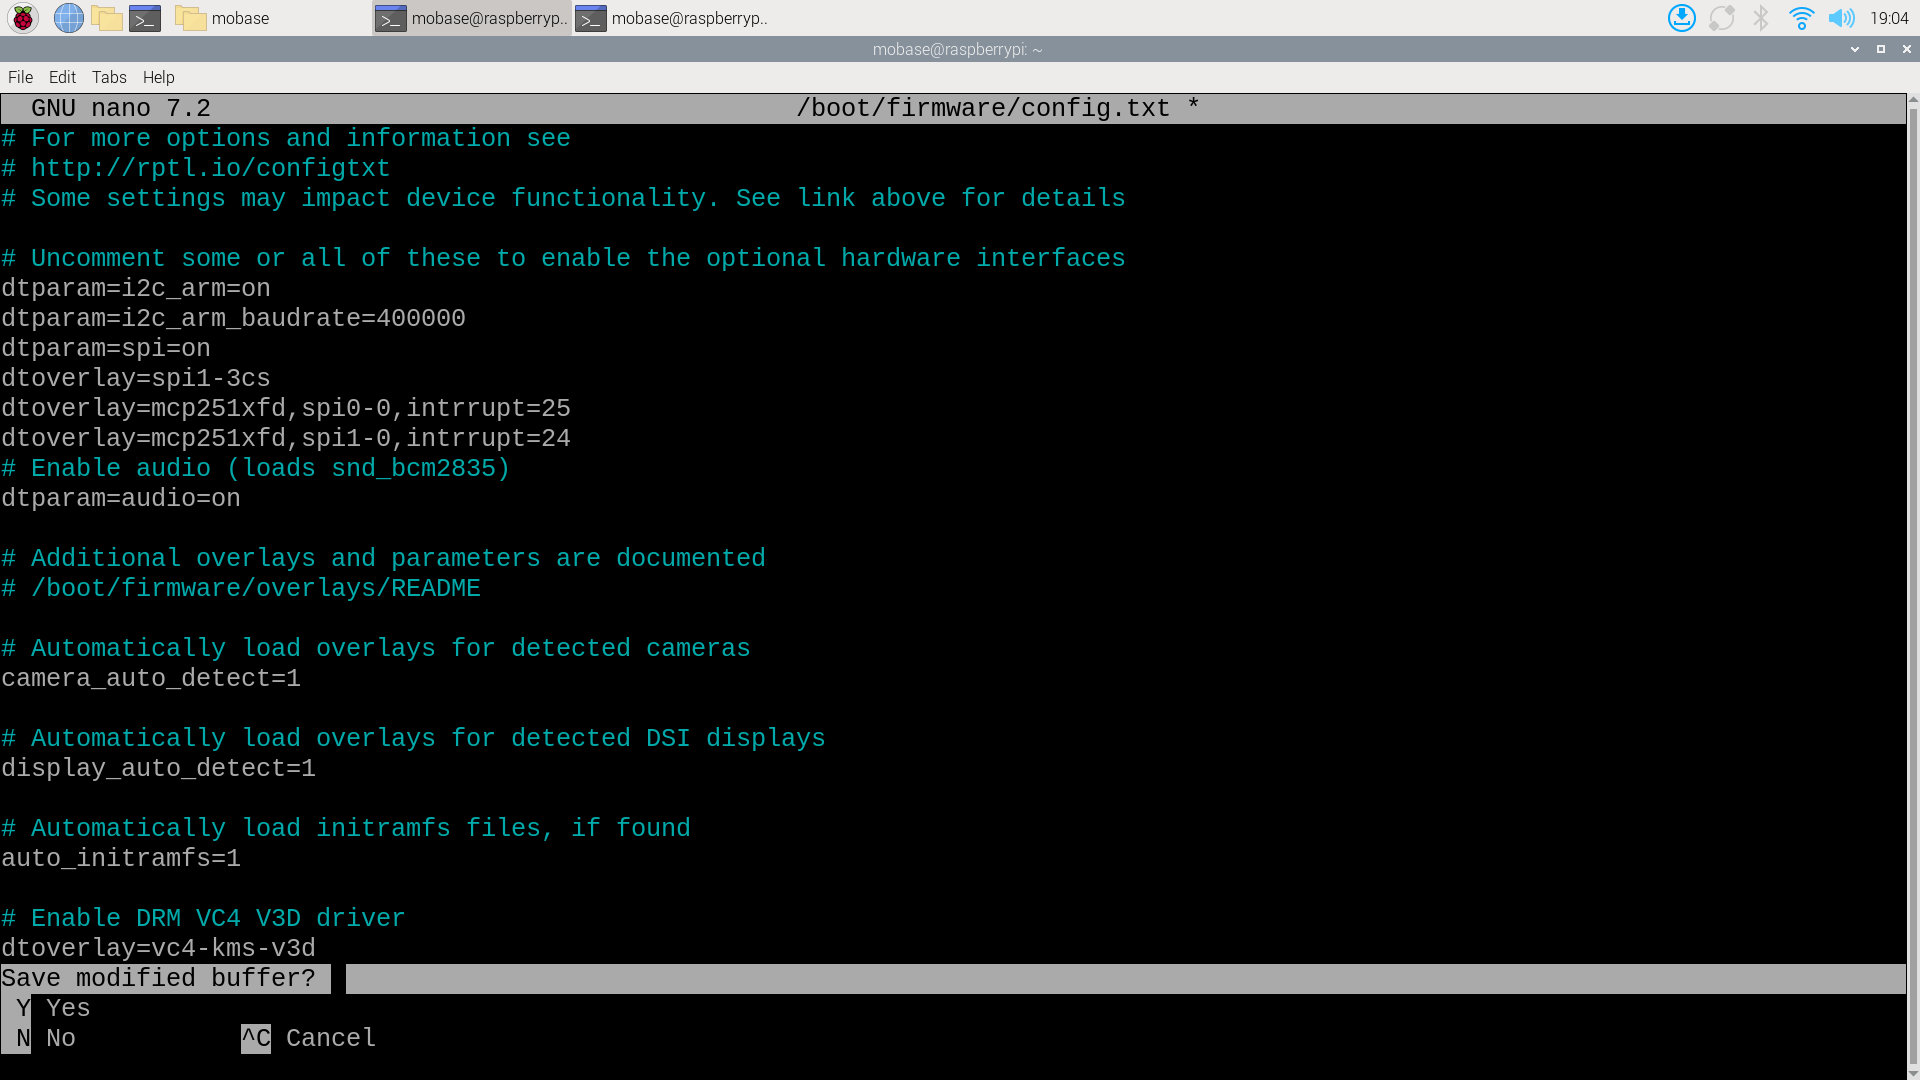 mobase
mobase@raspberryp..
mobase@raspberryp..
19:04
mobase@raspberrypi: ~
File Edit Tabs Help
GNU nano 7.2 /boot/firmware/config.txt *
# For more options and information see
# http://rptl.io/configtxt
# Some settings may impact device functionality. See link above for details
# Uncomment some or all of these to enable the optional hardware interfaces
dtparam=i2c_arm=on
dtparam=i2c_arm_baudrate=400000
dtparam=spi=on
dtoverlay=spi1-3cs
dtoverlay=mcp251xfd,spi0-0,intrrupt=25
dtoverlay=mcp251xfd,spi1-0,intrrupt=24
# Enable audio (loads snd_bcm2835)
dtparam=audio=on
# Additional overlays and parameters are documented
# /boot/firmware/overlays/README
# Automatically load overlays for detected cameras
camera_auto_detect=1
# Automatically load overlays for detected DSI displays
display_auto_detect=1
# Automatically load initramfs files, if found
auto_initramfs=1
# Enable DRM VC4 V3D driver
dtoverlay=vc4-kms-v3d
Save modified buffer?
Y Yes
N No ^C Cancel